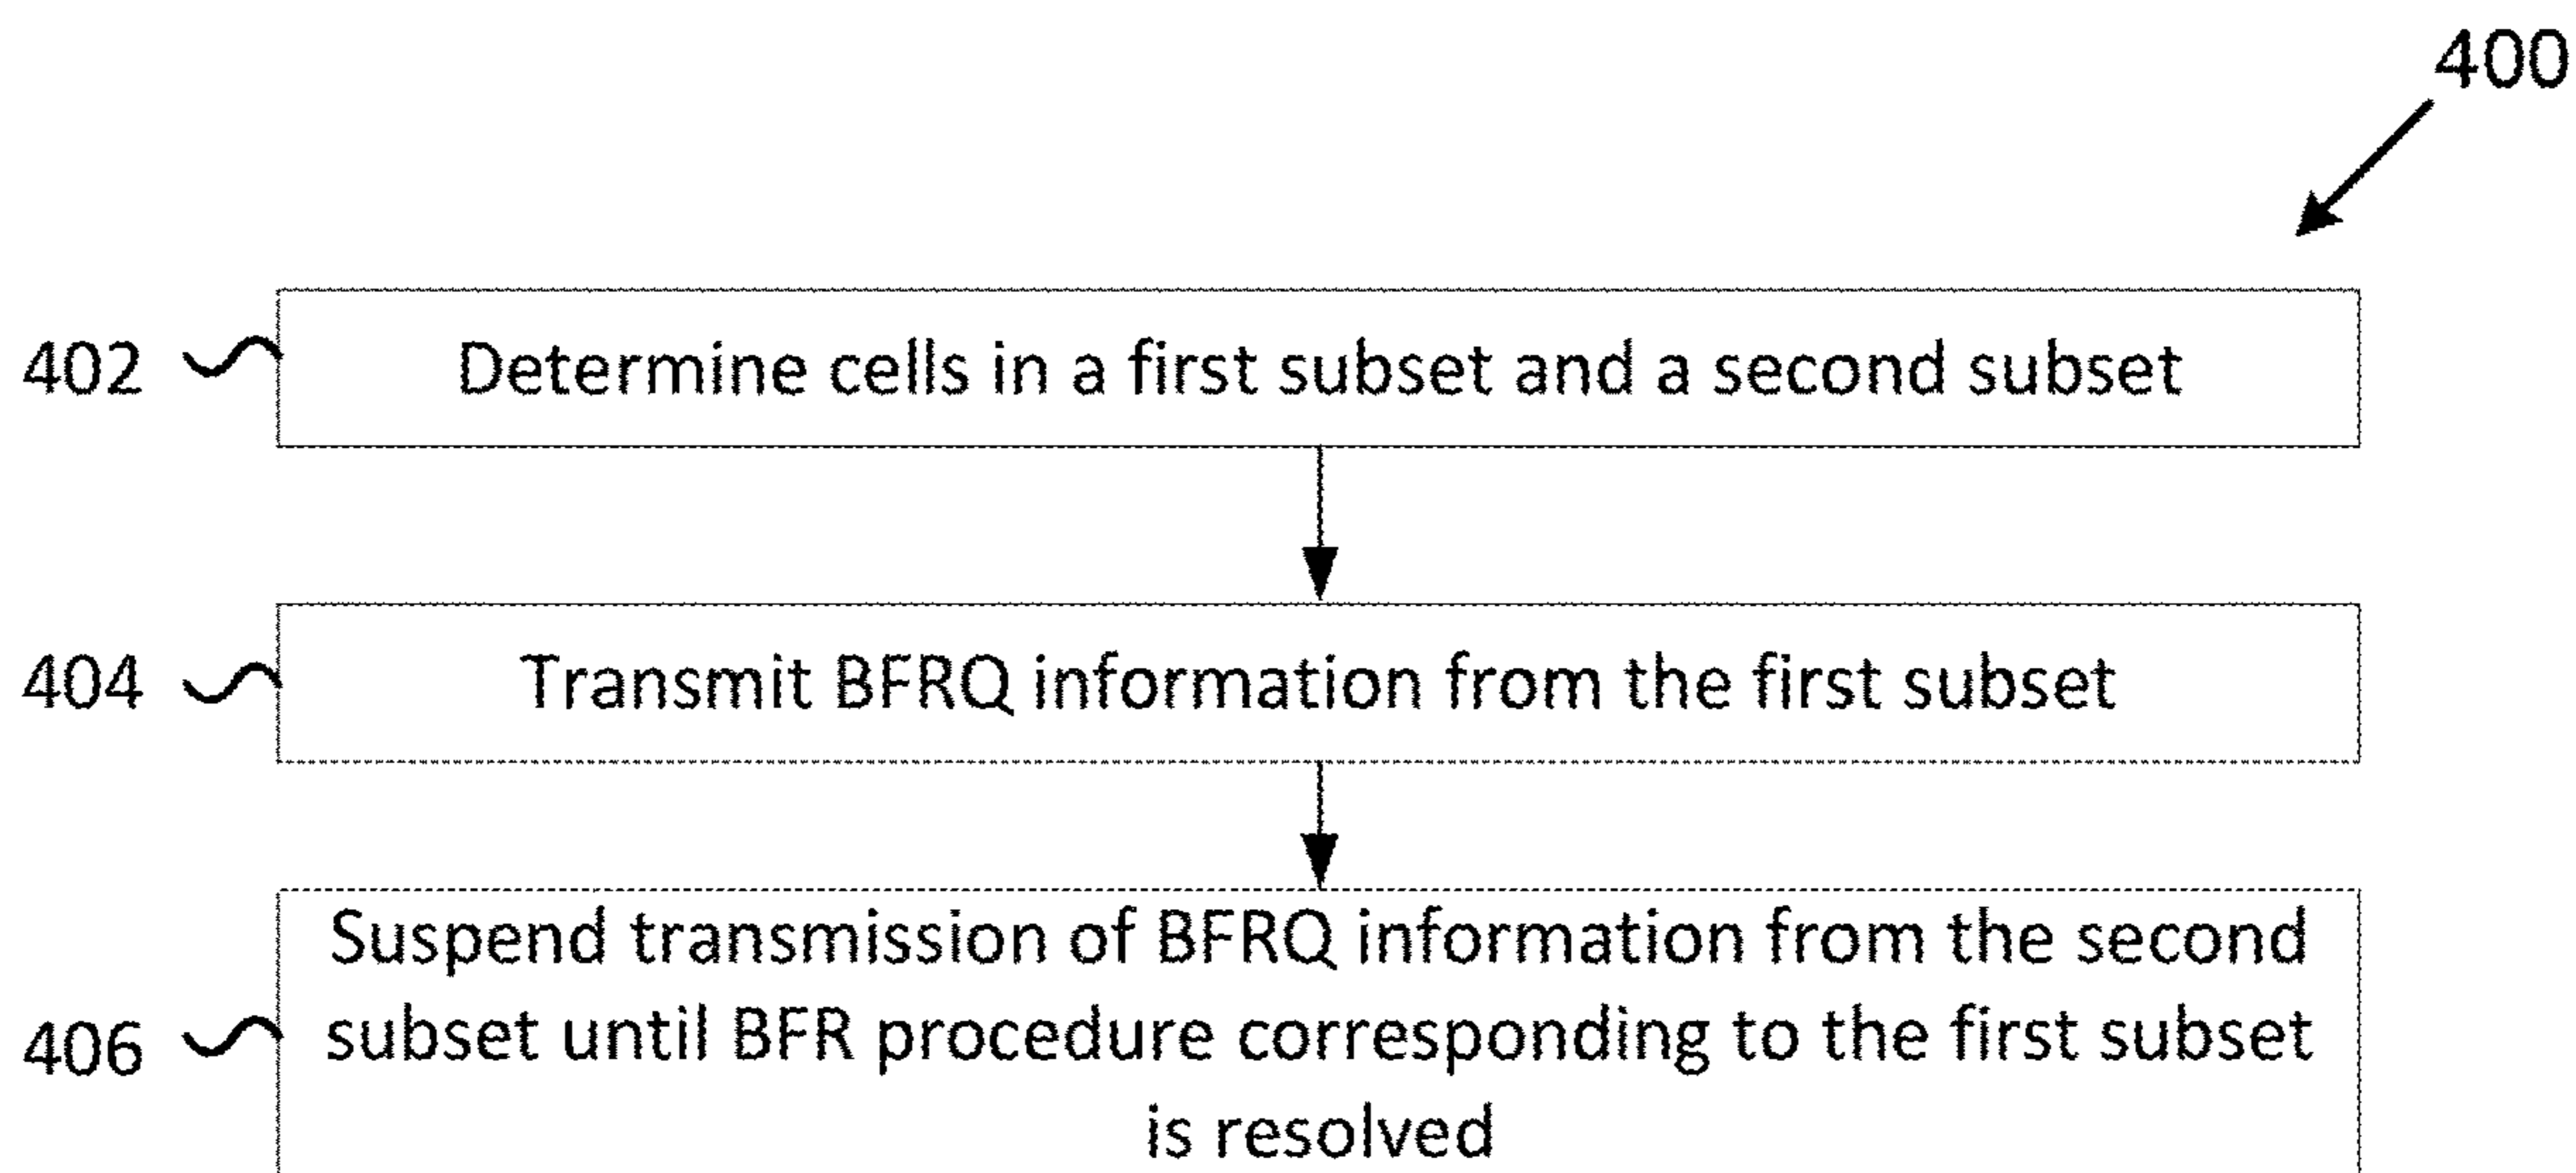 400
402
Determine cells in a first subset and a second subset
404
Transmit BFRQ information from the first subset
Suspend transmission of BFRQ information from the second
406
subset until BFR procedure corresponding to the first subset
is resolved